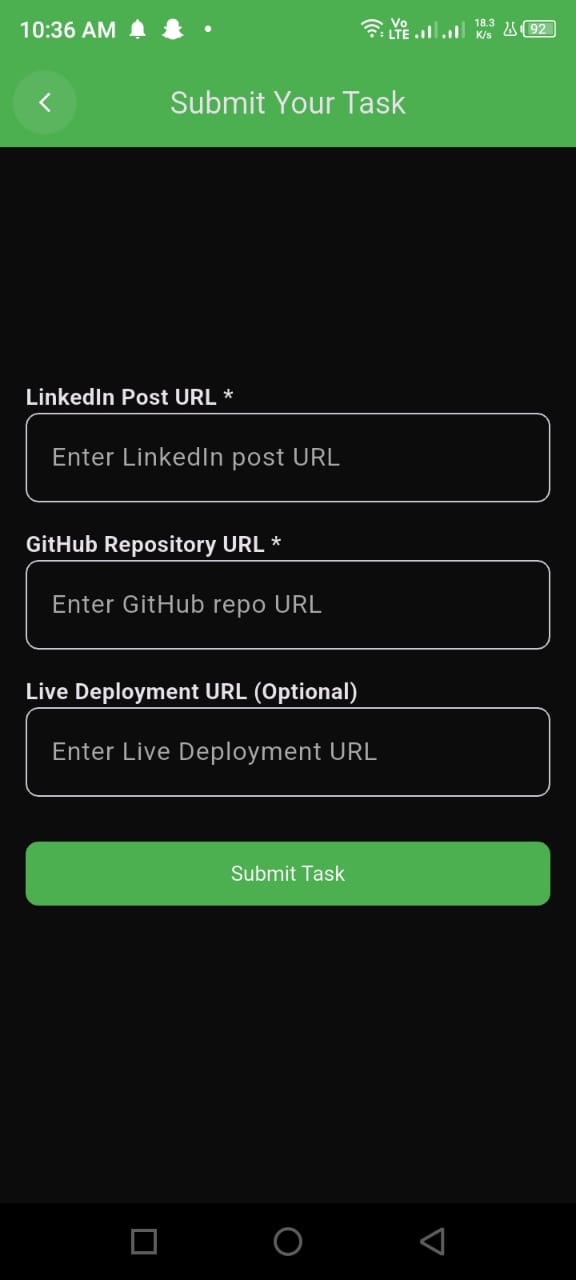 10:36 AM
Vo
LTE
18.3
K/s
92
Submit Your Task
LinkedIn Post URL *
Enter LinkedIn post URL
GitHub Repository URL *
Enter GitHub repo URL
Live Deployment URL (Optional)
Enter Live Deployment URL
Submit Task